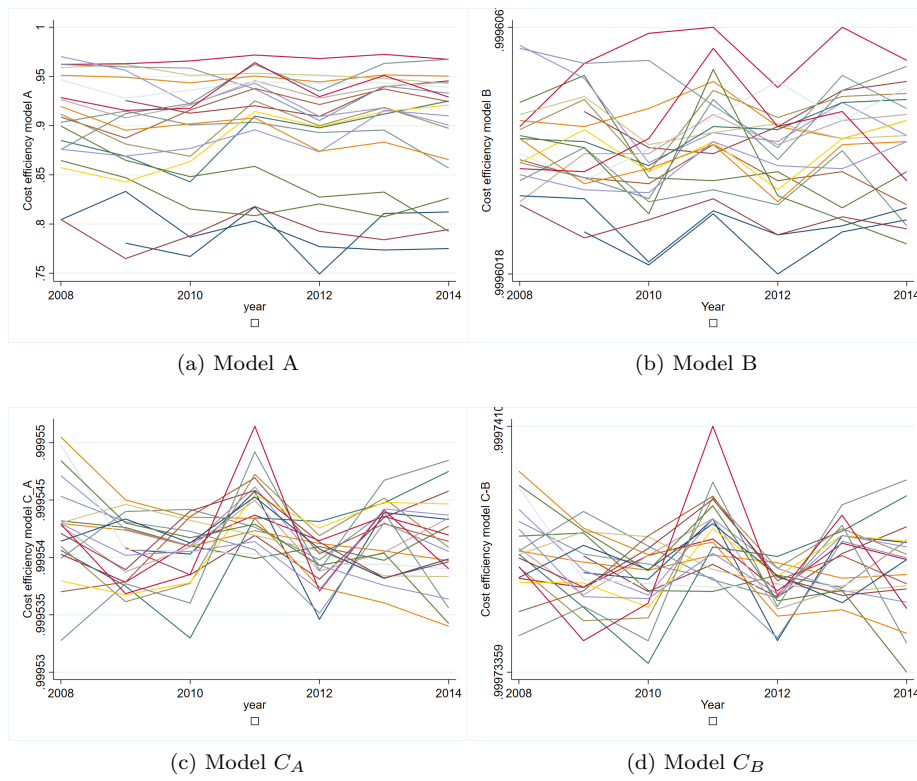 Cost efficiency model A
1
.95
.9
.85
.8
.75
2008
2010
2012
2014
year
(a) Model A
Cost efficiency model B
.999606
.9996018
2008
2010
2012
2014
Year
(b) Model B
Cost efficiency model C_A
.99955
.999545
.99954
.999535
.99953
2008
2010
2012
2014
year
(c) Model C_A
Cost efficiency model C-B
.9997410
.99973359
2008
2010
2012
2014
Year
(d) Model C_B